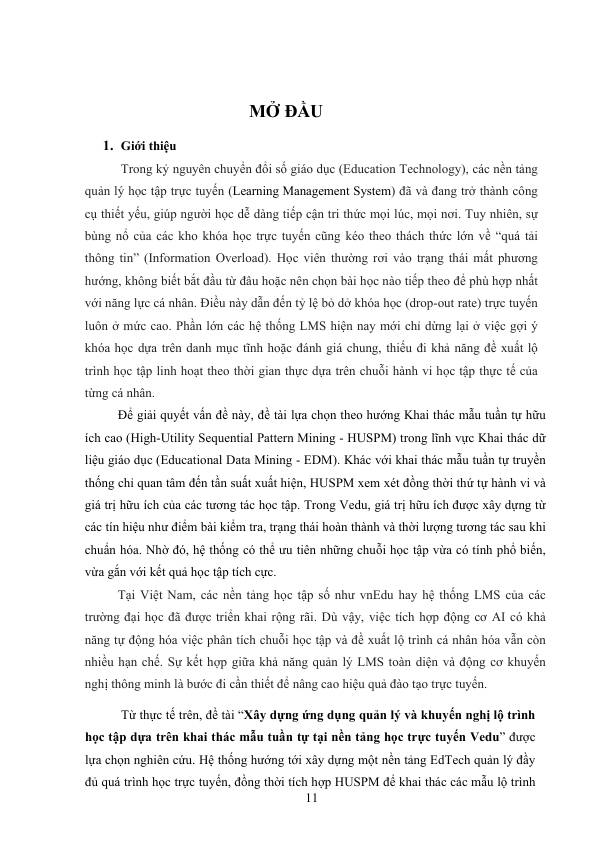 MỞ ĐẦU
1. Giới thiệu
Trong kỷ nguyên chuyển đổi số giáo dục (Education Technology), các nền tảng
quản lý học tập trực tuyến (Learning Management System) đã và đang trở thành công
cụ thiết yếu, giúp người học dễ dàng tiếp cận tri thức mọi lúc, mọi nơi. Tuy nhiên, sự
bùng nổ của các kho khóa học trực tuyến cũng kéo theo thách thức lớn về “quá tải
thông tin” (Information Overload). Học viên thường rơi vào trạng thái mất phương
hướng, không biết bắt đầu từ đâu hoặc nên chọn bài học nào tiếp theo để phù hợp nhất
với năng lực cá nhân. Điều này dẫn đến tỷ lệ bỏ dở khóa học (drop-out rate) trực tuyến
luôn ở mức cao. Phần lớn các hệ thống LMS hiện nay mới chỉ dừng lại ở việc gợi ý
khóa học dựa trên danh mục tĩnh hoặc đánh giá chung, thiếu đi khả năng đề xuất lộ
trình học tập linh hoạt theo thời gian thực dựa trên chuỗi hành vi học tập thực tế của
từng cá nhân.
Để giải quyết vấn đề này, đề tài lựa chọn theo hướng Khai thác mẫu tuần tự hữu
ích cao (High-Utility Sequential Pattern Mining - HUSPM) trong lĩnh vực Khai thác dữ
liệu giáo dục (Educational Data Mining - EDM). Khác với khai thác mẫu tuần tự truyền
thống chỉ quan tâm đến tần suất xuất hiện, HUSPM xem xét đồng thời thứ tự hành vi và
giá trị hữu ích của các tương tác học tập. Trong Vedu, giá trị hữu ích được xây dựng từ
các tín hiệu như điểm bài kiểm tra, trạng thái hoàn thành và thời lượng tương tác sau khi
chuẩn hóa. Nhờ đó, hệ thống có thể ưu tiên những chuỗi học tập vừa có tính phổ biến,
vừa gắn với kết quả học tập tích cực.
Tại Việt Nam, các nền tảng học tập số như vnEdu hay hệ thống LMS của các
trường đại học đã được triển khai rộng rãi. Dù vậy, việc tích hợp động cơ AI có khả
năng tự động hóa việc phân tích chuỗi học tập và đề xuất lộ trình cá nhân hóa vẫn còn
nhiều hạn chế. Sự kết hợp giữa khả năng quản lý LMS toàn diện và động cơ khuyến
nghị thông minh là bước đi cần thiết để nâng cao hiệu quả đào tạo trực tuyến.
Từ thực tế trên, đề tài “Xây dựng ứng dụng quản lý và khuyến nghị lộ trình
học tập dựa trên khai thác mẫu tuần tự tại nền tảng học trực tuyến Vedu” được
lựa chọn nghiên cứu. Hệ thống hướng tới xây dựng một nền tảng EdTech quản lý đầy
đủ quá trình học trực tuyến, đồng thời tích hợp HUSPM để khai thác các mẫu lộ trình
11